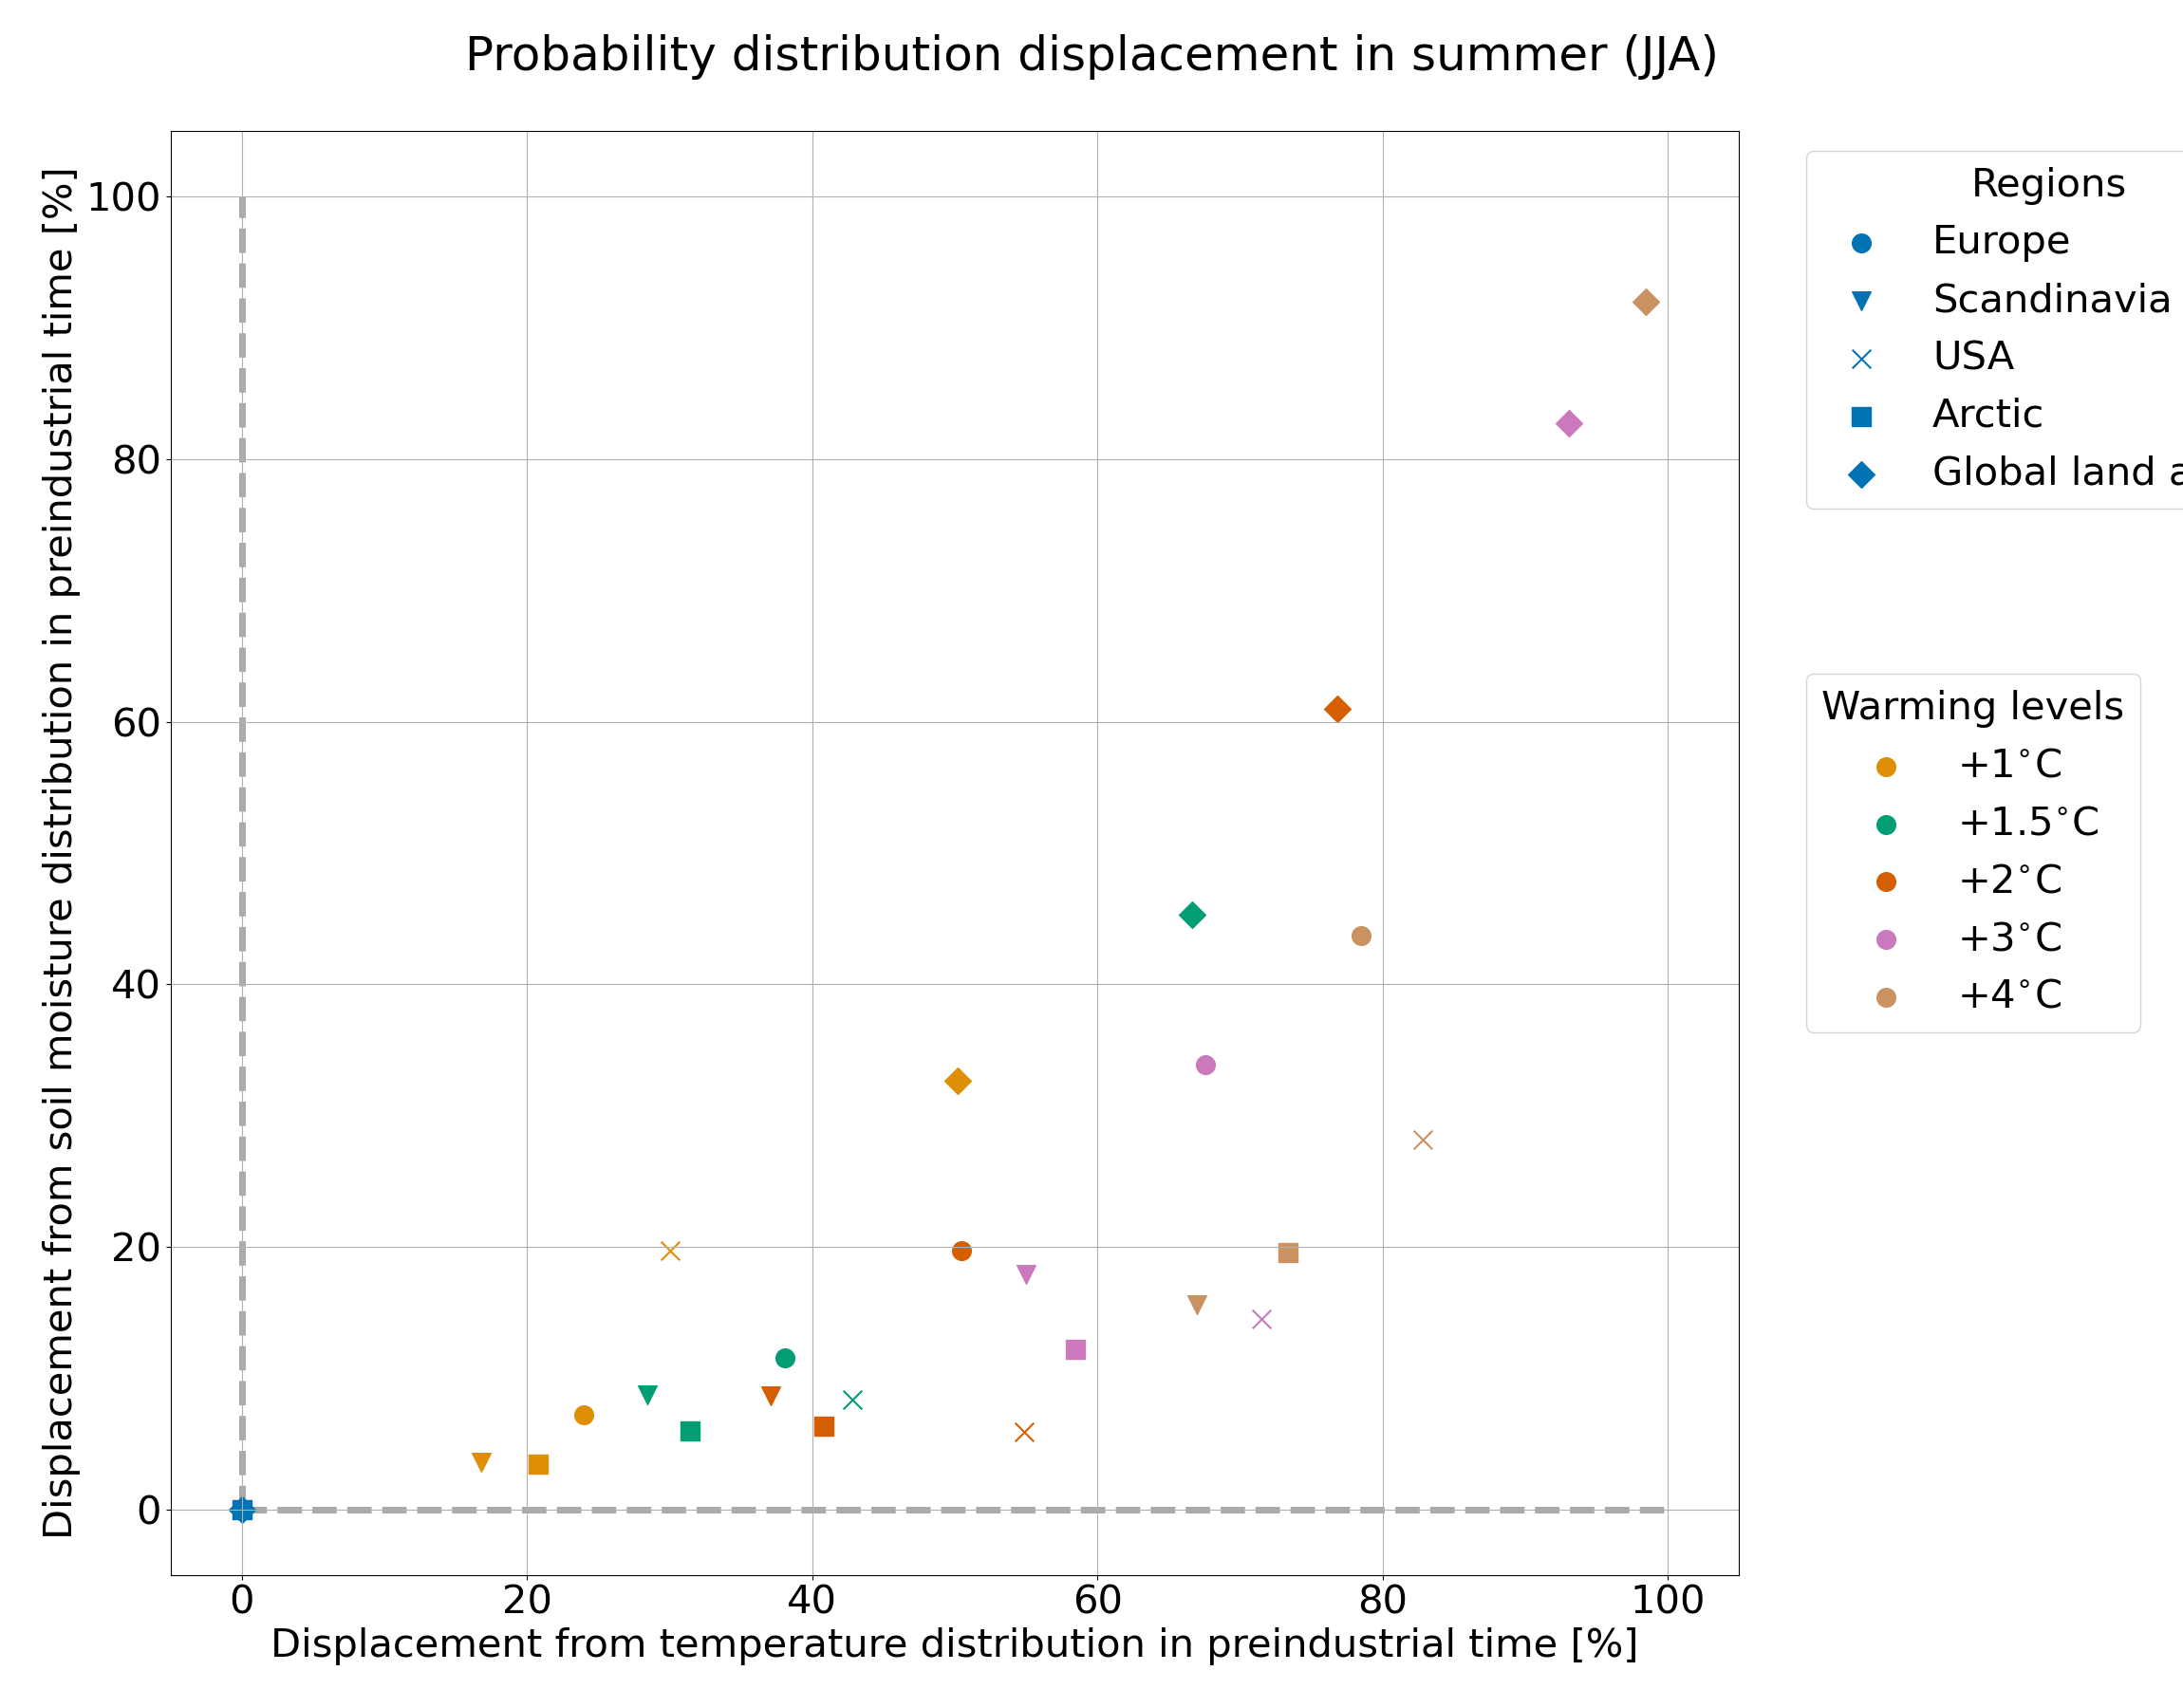 Probability distribution displacement in summer (JJA)
Displacement from soil moisture distribution in preindustrial time [%]
100
80
60
40
20
0
0 20 40 60 80 100
Displacement from temperature distribution in preindustrial time [%]
Regions
Europe
Scandinavia
USA
Arctic
Global land
Warming levels
+1°C
+1.5°C
+2°C
+3°C
+4°C